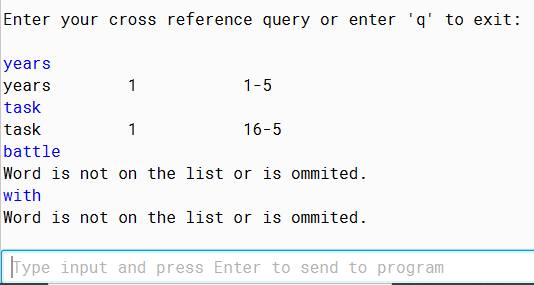 Enter your cross reference query or enter 'q' to exit:
years
years 1 1-5
task
task 1 16-5
battle
Word is not on the list or is ommited.
with
Word is not on the list or is ommited.
Type input and press Enter to send to program